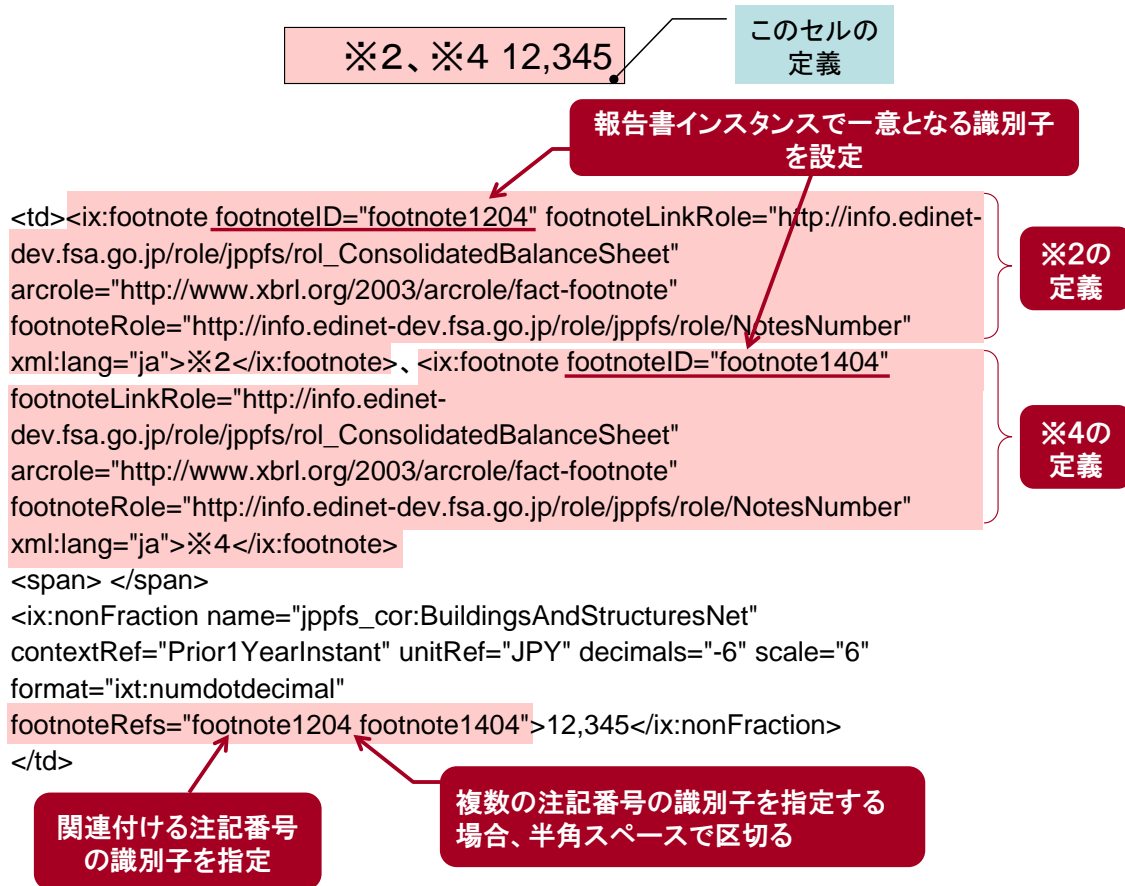 ※２、※４ 12,345
このセルの
定義
報告書インスタンスで一意となる識別子
を設定
<td><ix:footnote footnoteID="footnote1204" footnoteLinkRole="http://info.edinet-
dev.fsa.go.jp/role/jppfs/rol_ConsolidatedBalanceSheet"
arcrole="http://www.xbrl.org/2003/arcrole/fact-footnote"
footnoteRole="http://info.edinet-dev.fsa.go.jp/role/jppfs/role/NotesNumber"
xml:lang="ja">※２</ix:footnote>、<ix:footnote footnoteID="footnote1404"
footnoteLinkRole="http://info.edinet-
dev.fsa.go.jp/role/jppfs/rol_ConsolidatedBalanceSheet"
arcrole="http://www.xbrl.org/2003/arcrole/fact-footnote"
footnoteRole="http://info.edinet-dev.fsa.go.jp/role/jppfs/role/NotesNumber"
xml:lang="ja">※４</ix:footnote>
<span> </span>
<ix:nonFraction name="jppfs_cor:BuildingsAndStructuresNet"
contextRef="Prior1YearInstant" unitRef="JPY" decimals="-6" scale="6"
format="ixt:numdotdecimal"
footnoteRefs="footnote1204 footnote1404">12,345</ix:nonFraction>
</td>
※2の
定義
※4の
定義
関連付ける注記番号
の識別子を指定
複数の注記番号の識別子を指定する
場合、半角スペースで区切る